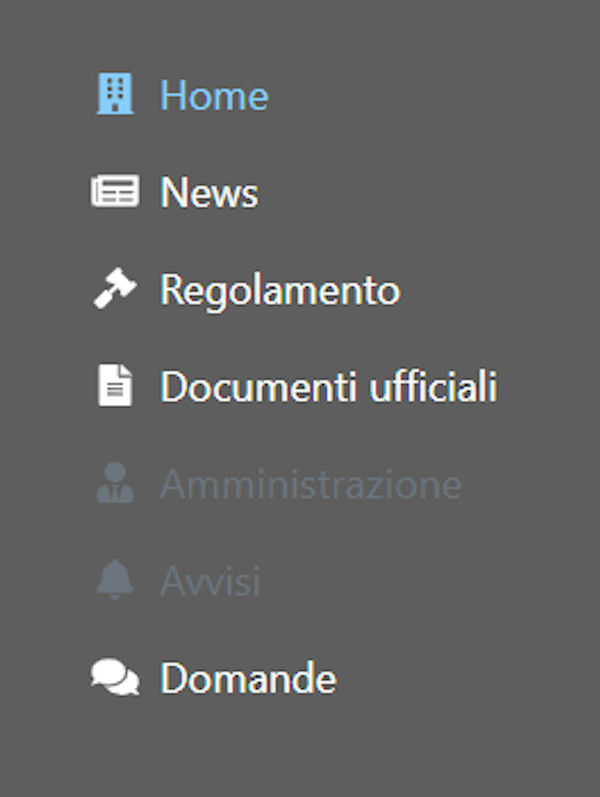 Home
News
Regolamento
Documenti ufficiali
Amministrazione
Avvisi
Domande